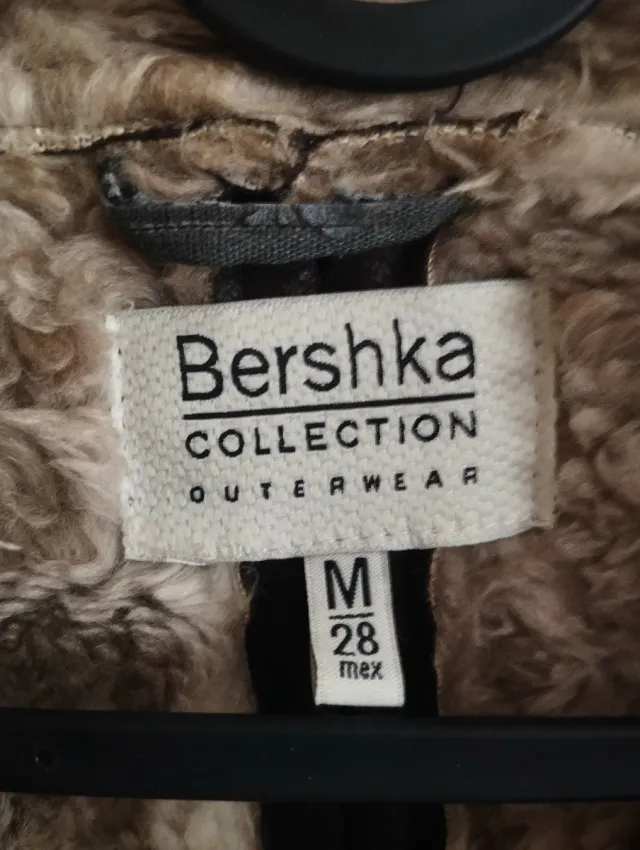 Bershka
COLLECTION
OUTERWEAR
M
28
mex